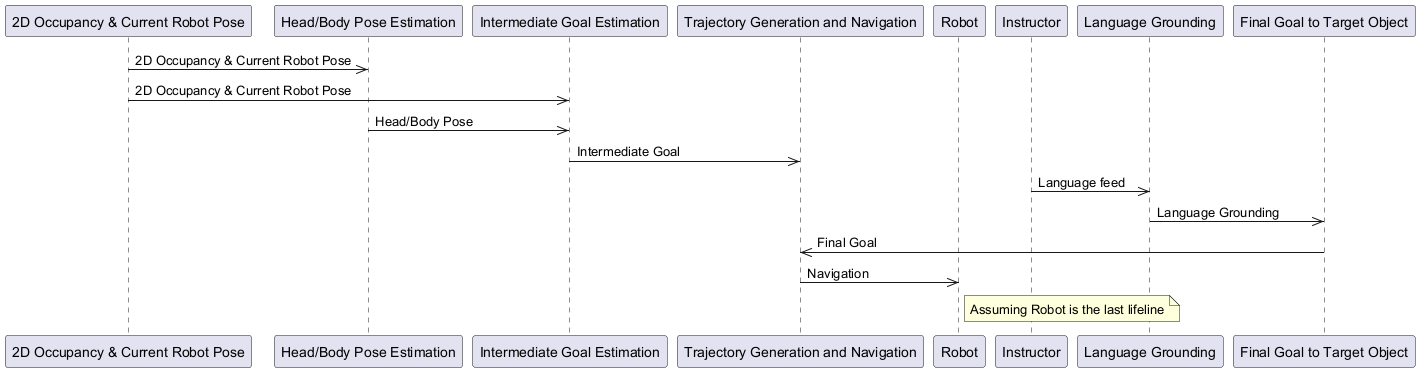 2D Occupancy & Current Robot Pose
Head/Body Pose Estimation
Intermediate Goal Estimation
Trajectory Generation and Navigation
Robot
Instructor
Language Grounding
Final Goal to Target Object
2D Occupancy & Current Robot Pose
2D Occupancy & Current Robot Pose
Head/Body Pose
Intermediate Goal
Language feed
Language Grounding
Final Goal
Navigation
Assuming Robot is the last lifeline
2D Occupancy & Current Robot Pose
Head/Body Pose Estimation
Intermediate Goal Estimation
Trajectory Generation and Navigation
Robot
Instructor
Language Grounding
Final Goal to Target Object